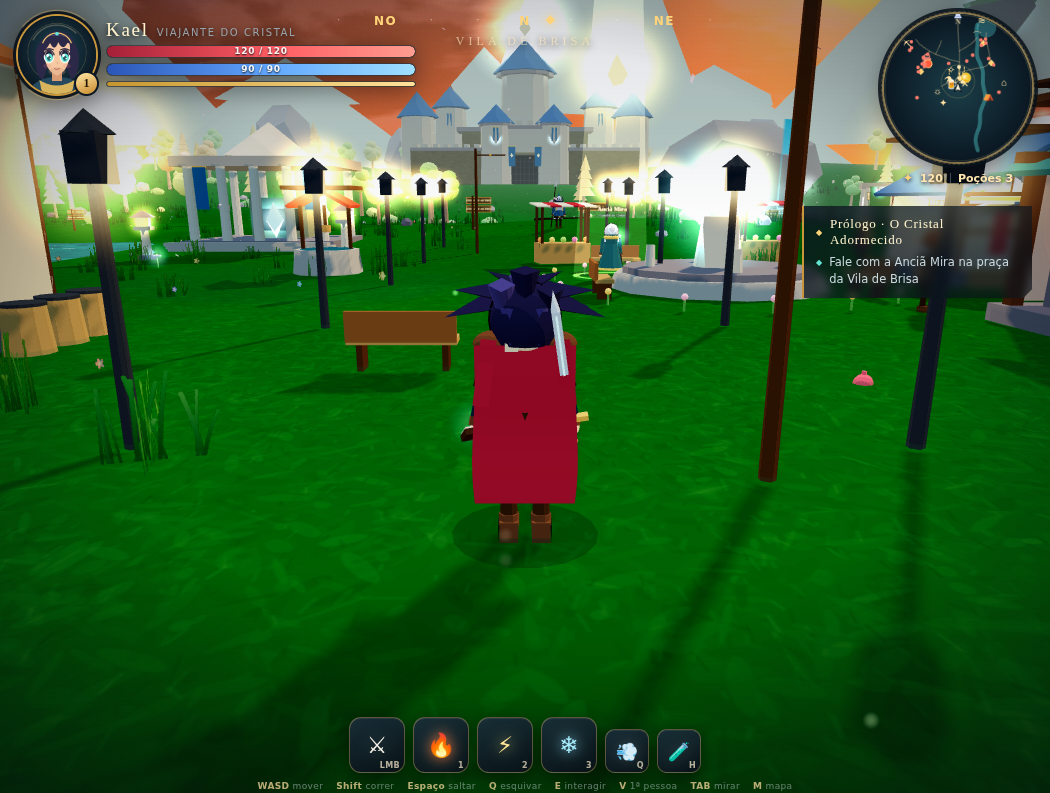 NO
N
NE
Kael VIAJANTE DO CRISTAL
VILA DE BRISA
120 / 120
90 / 90
1
120 Poções 3
Prólogo · O Cristal
Adormecido
Fale com a Anciã Mira na praça
da Vila de Brisa
Anciã Mira
LMB
1
2
3
Q
H
WASD mover Shift correr Espaço saltar Q esquivar E interagir V 1ª pessoa TAB mirar M mapa